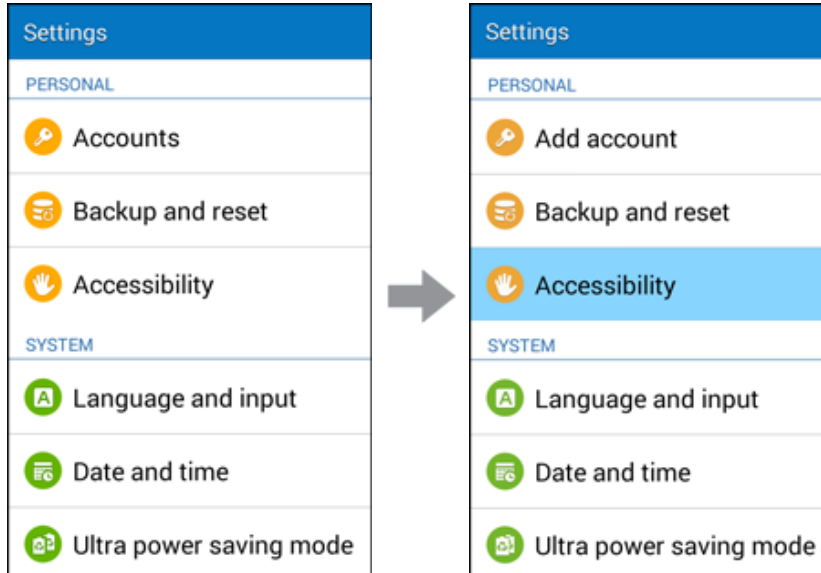 Settings
PERSONAL
Accounts
Backup and reset
Accessibility
SYSTEM
A Language and input
Date and time
Ultra power saving mode
Settings
PERSONAL
Add account
Backup and reset
Accessibility
SYSTEM
A Language and input
Date and time
Ultra power saving mode